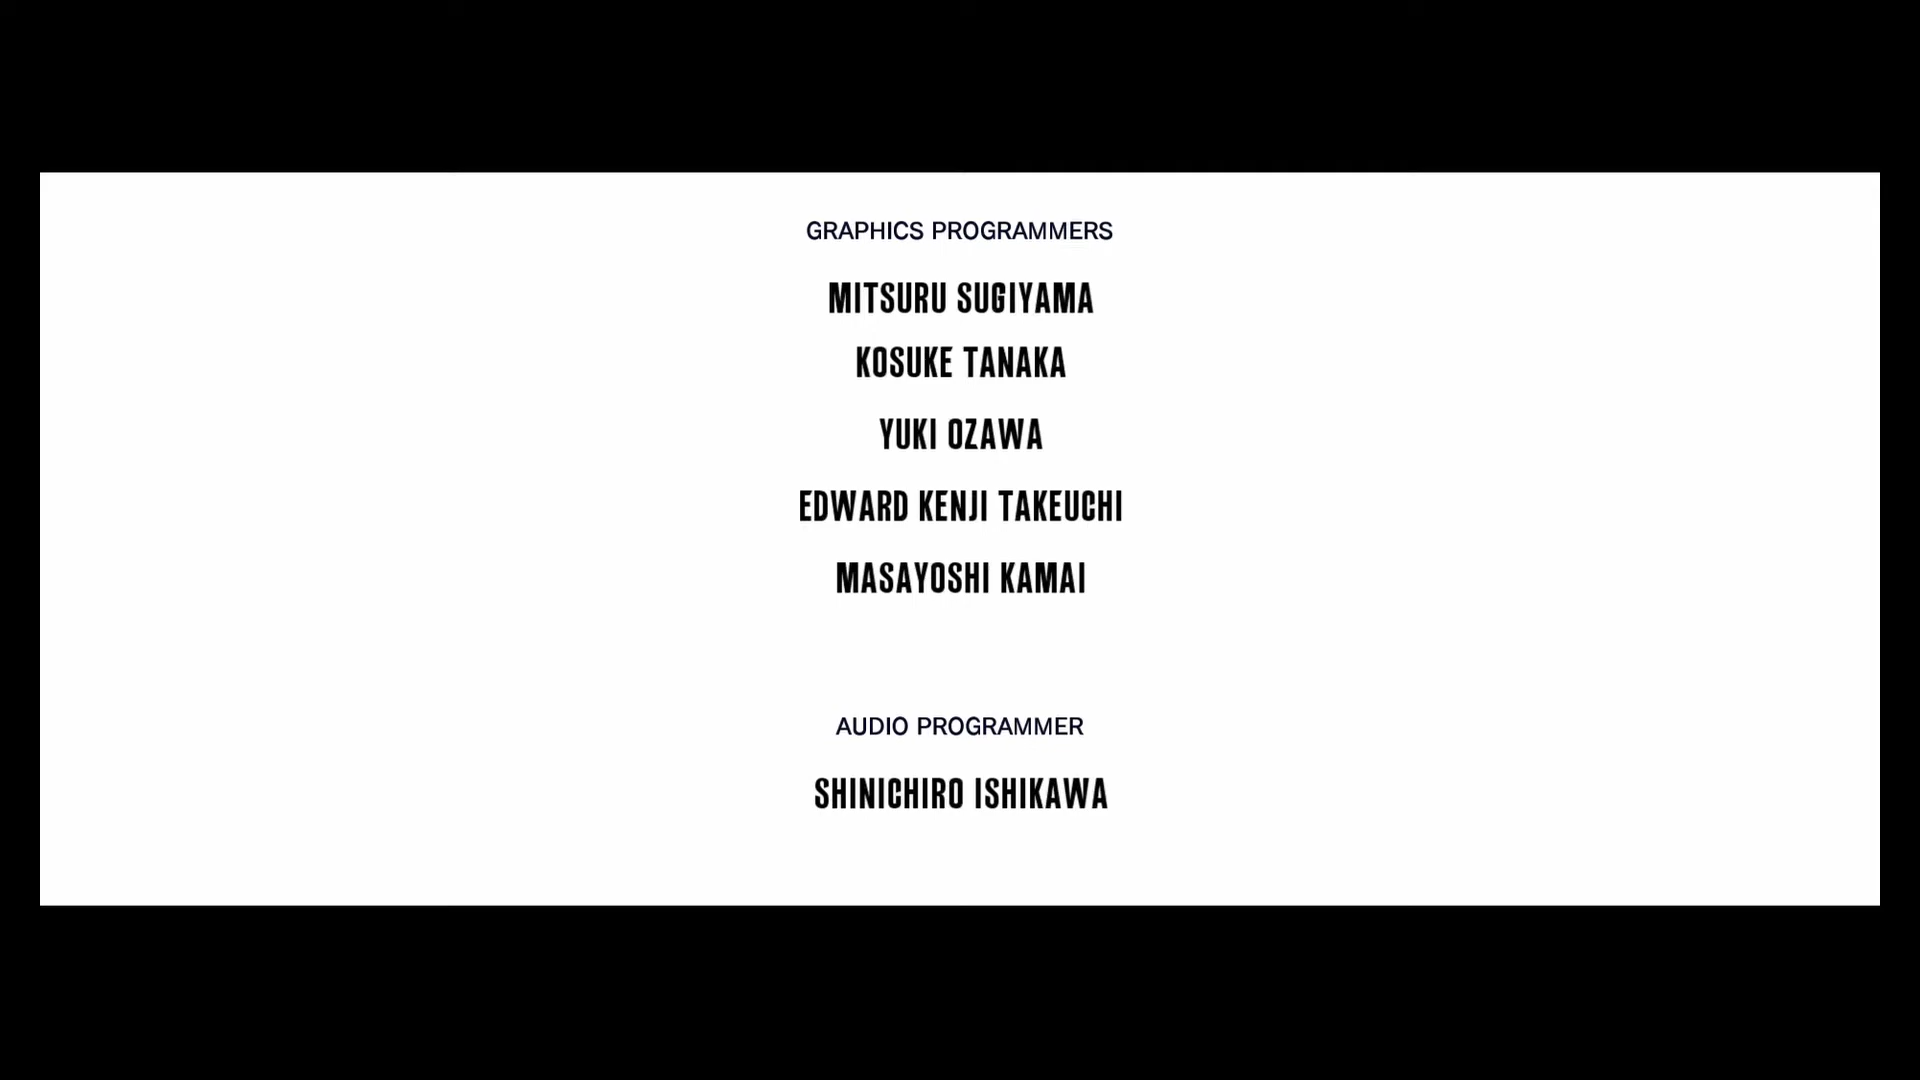 GRAPHICS PROGRAMMERS
MITSURU SUGIYAMA
KOSUKE TANAKA
YUKI OZAWA
EDWARD KENJI TAKEUCHI
MASAYOSHI KAMAI
AUDIO PROGRAMMER
SHINICHIRO ISHIKAWA